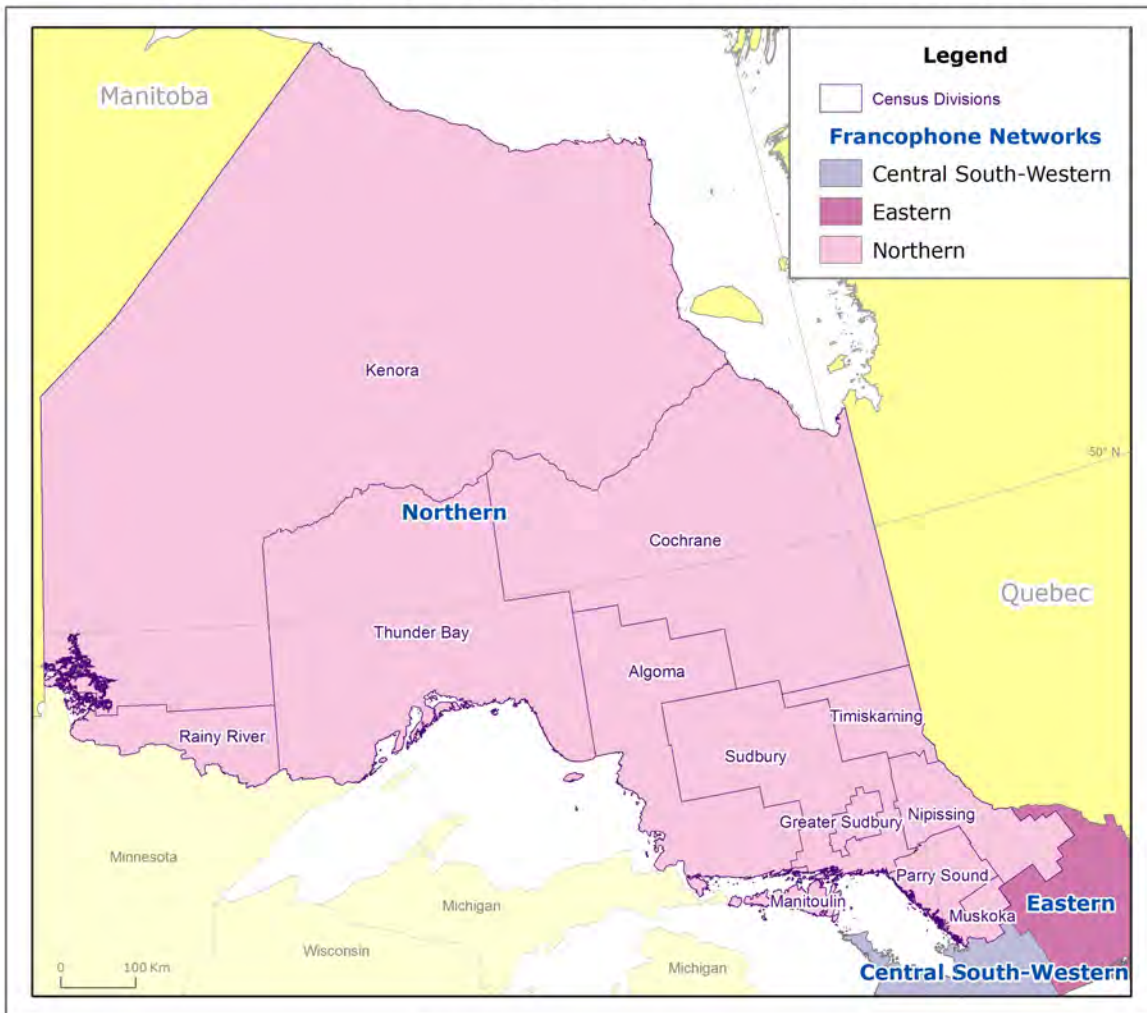 Legend
Census Divisions
Francophone Networks
Central South-Western
Eastern
Northern
Manitoba
Kenora
50° N
Northern
Cochrane
Quebec
Thunder Bay
Algoma
Timiskaming
Rainy River
Sudbury
Greater Sudbury
Nipissing
Minnesota
Parry Sound
Michigan
Manitoulin
Muskoka
Eastern
Wisconsin
Michigan
Central South-Western
0 100 Km